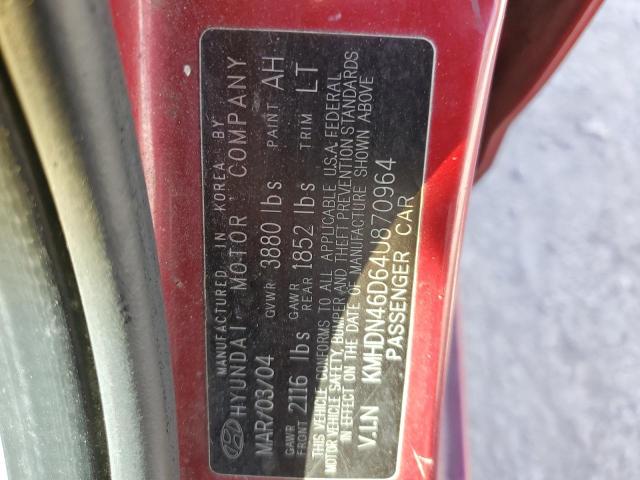 MANUFACTURED IN KOREA BY
HYUNDAI MOTOR COMPANY
MAR/03/04 GVWR 3880 lbs PAINT AH
GAWR FRONT 2116 lbs GAWR REAR 1852 lbs TRIM LT
THIS VEHICLE CONFORMS TO ALL APPLICABLE U.S.A. FEDERAL
MOTOR VEHICLE SAFETY, BUMPER AND THEFT PREVENTION STANDARDS
IN EFFECT ON THE DATE OF MANUFACTURE SHOWN ABOVE
V.I.N KMHDN46D64U870964
PASSENGER CAR